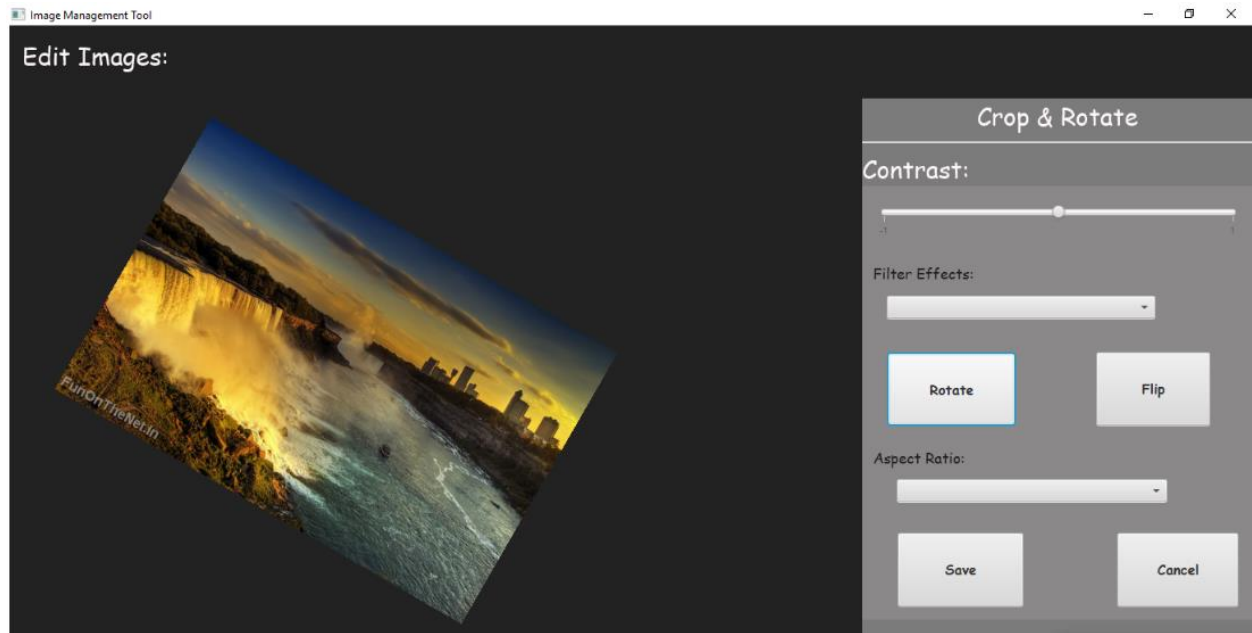 Image Management Tool
Edit Images:
Crop & Rotate
Contrast:
-1
1
Filter Effects:
Rotate
Flip
Aspect Ratio:
Save
Cancel
FunOnTheNet.in